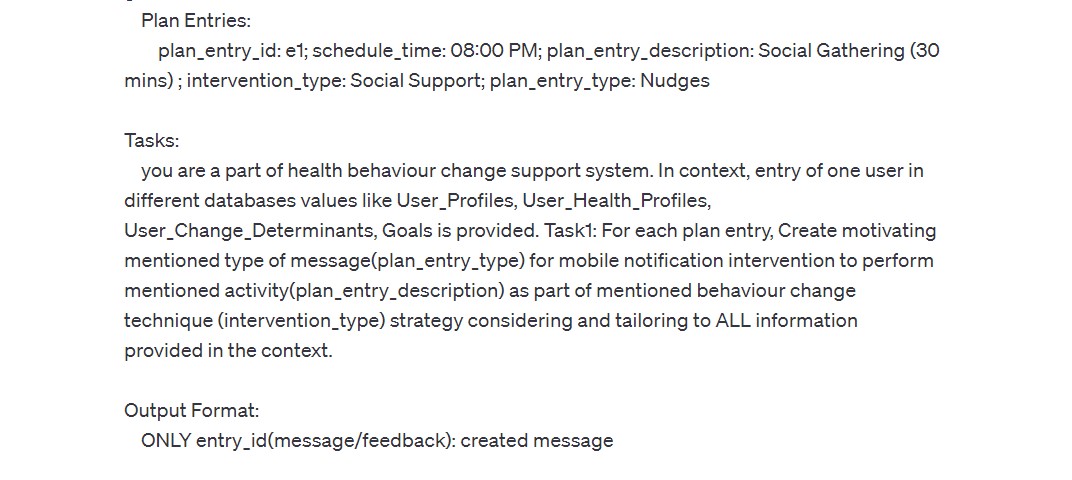 Plan Entries:
plan_entry_id: e1; schedule_time: 08:00 PM; plan_entry_description: Social Gathering (30
mins) ; intervention_type: Social Support; plan_entry_type: Nudges
Tasks:
you are a part of health behaviour change support system. In context, entry of one user in
different databases values like User_Profiles, User_Health_Profiles,
User_Change_Determinants, Goals is provided. Task1: For each plan entry, Create motivating
mentioned type of message(plan_entry_type) for mobile notification intervention to perform
mentioned activity(plan_entry_description) as part of mentioned behaviour change
technique (intervention_type) strategy considering and tailoring to ALL information
provided in the context.
Output Format:
ONLY entry_id(message/feedback): created message